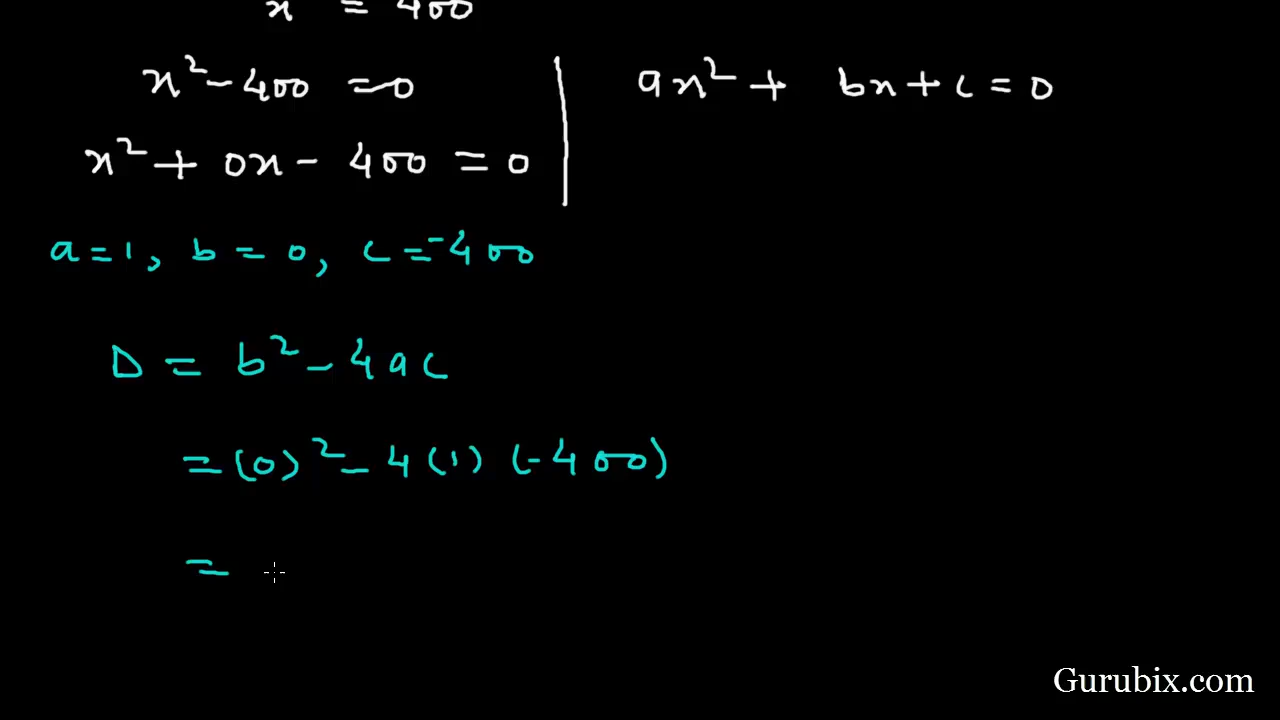 x = 400
x² - 400 = 0
ax² + bx + c = 0
x² + 0x - 400 = 0
a = 1, b = 0, c = -400
D = b² - 4ac
= (0)² - 4 (1) (-400)
=
Gurubix.com